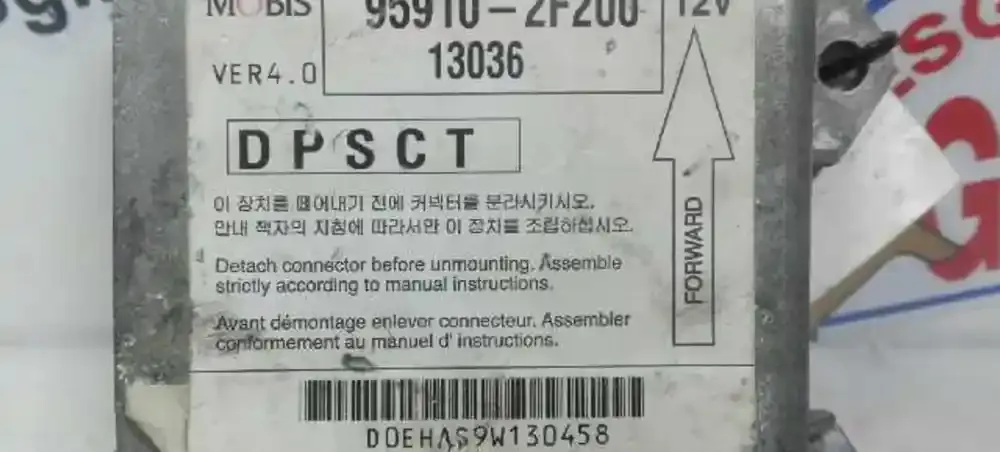 MOBIS
95910-2F200
12V
VER4.0
13036
DPSCT
이 장치를 떼어내기 전에 커넥터를 분리시키시오.
안내 책자의 지침에 따라서만 이 장치를 조립하십시오.
Detach connector before unmounting. Assemble
strictly according to manual instructions.
Avant démontage enlever connecteur. Assembler
conformement au manuel d' instructions.
FORWARD
D0EHAS9W130458